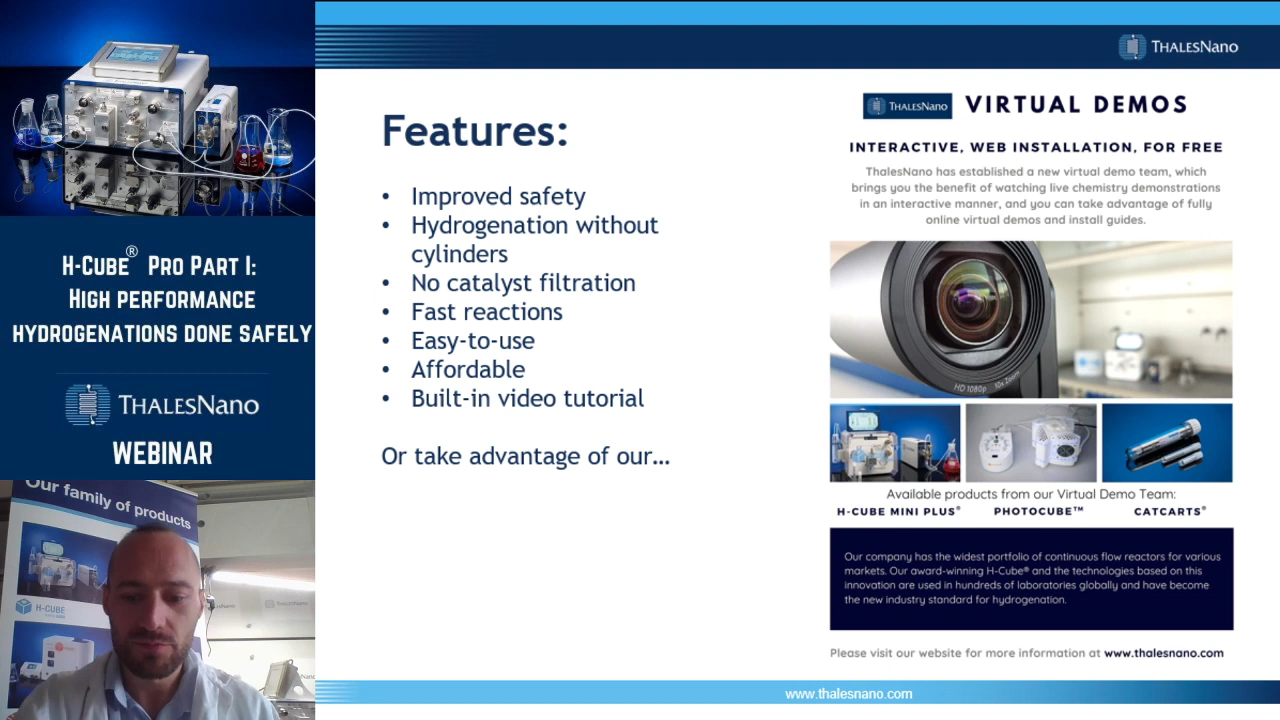 H-Cube® Pro Part I:
High performance
hydrogenations done safely
ThalesNano
WEBINAR
Our family of products
H-CUBE
ThalesNano
Features:
• Improved safety
• Hydrogenation without
cylinders
• No catalyst filtration
• Fast reactions
• Easy-to-use
• Affordable
• Built-in video tutorial
Or take advantage of our...
ThalesNano
ThalesNano VIRTUAL DEMOS
INTERACTIVE, WEB INSTALLATION, FOR FREE
ThalesNano has established a new virtual demo team, which
brings you the benefit of watching live chemistry demonstrations
in an interactive manner, and you can take advantage of fully
online virtual demos and install guides.
HD 1080p 10x Zoom
Available products from our Virtual Demo Team:
H-CUBE MINI PLUS® PHOTOCUBE™ CATCARTS®
Our company has the widest portfolio of continuous flow reactors for various
markets. Our award-winning H-Cube® and the technologies based on this
innovation are used in hundreds of laboratories globally and have become
the new industry standard for hydrogenation.
Please visit our website for more information at www.thalesnano.com
www.thalesnano.com